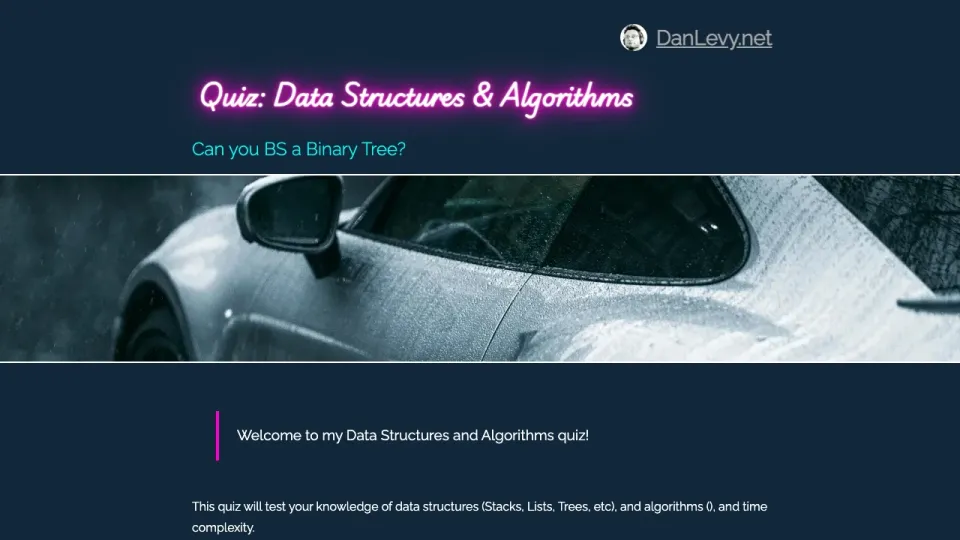 DanLevy.net
Quiz: Data Structures & Algorithms
Can you BS a Binary Tree?
Welcome to my Data Structures and Algorithms quiz!
This quiz will test your knowledge of data structures (Stacks, Lists, Trees, etc), and algorithms (), and time
complexity.